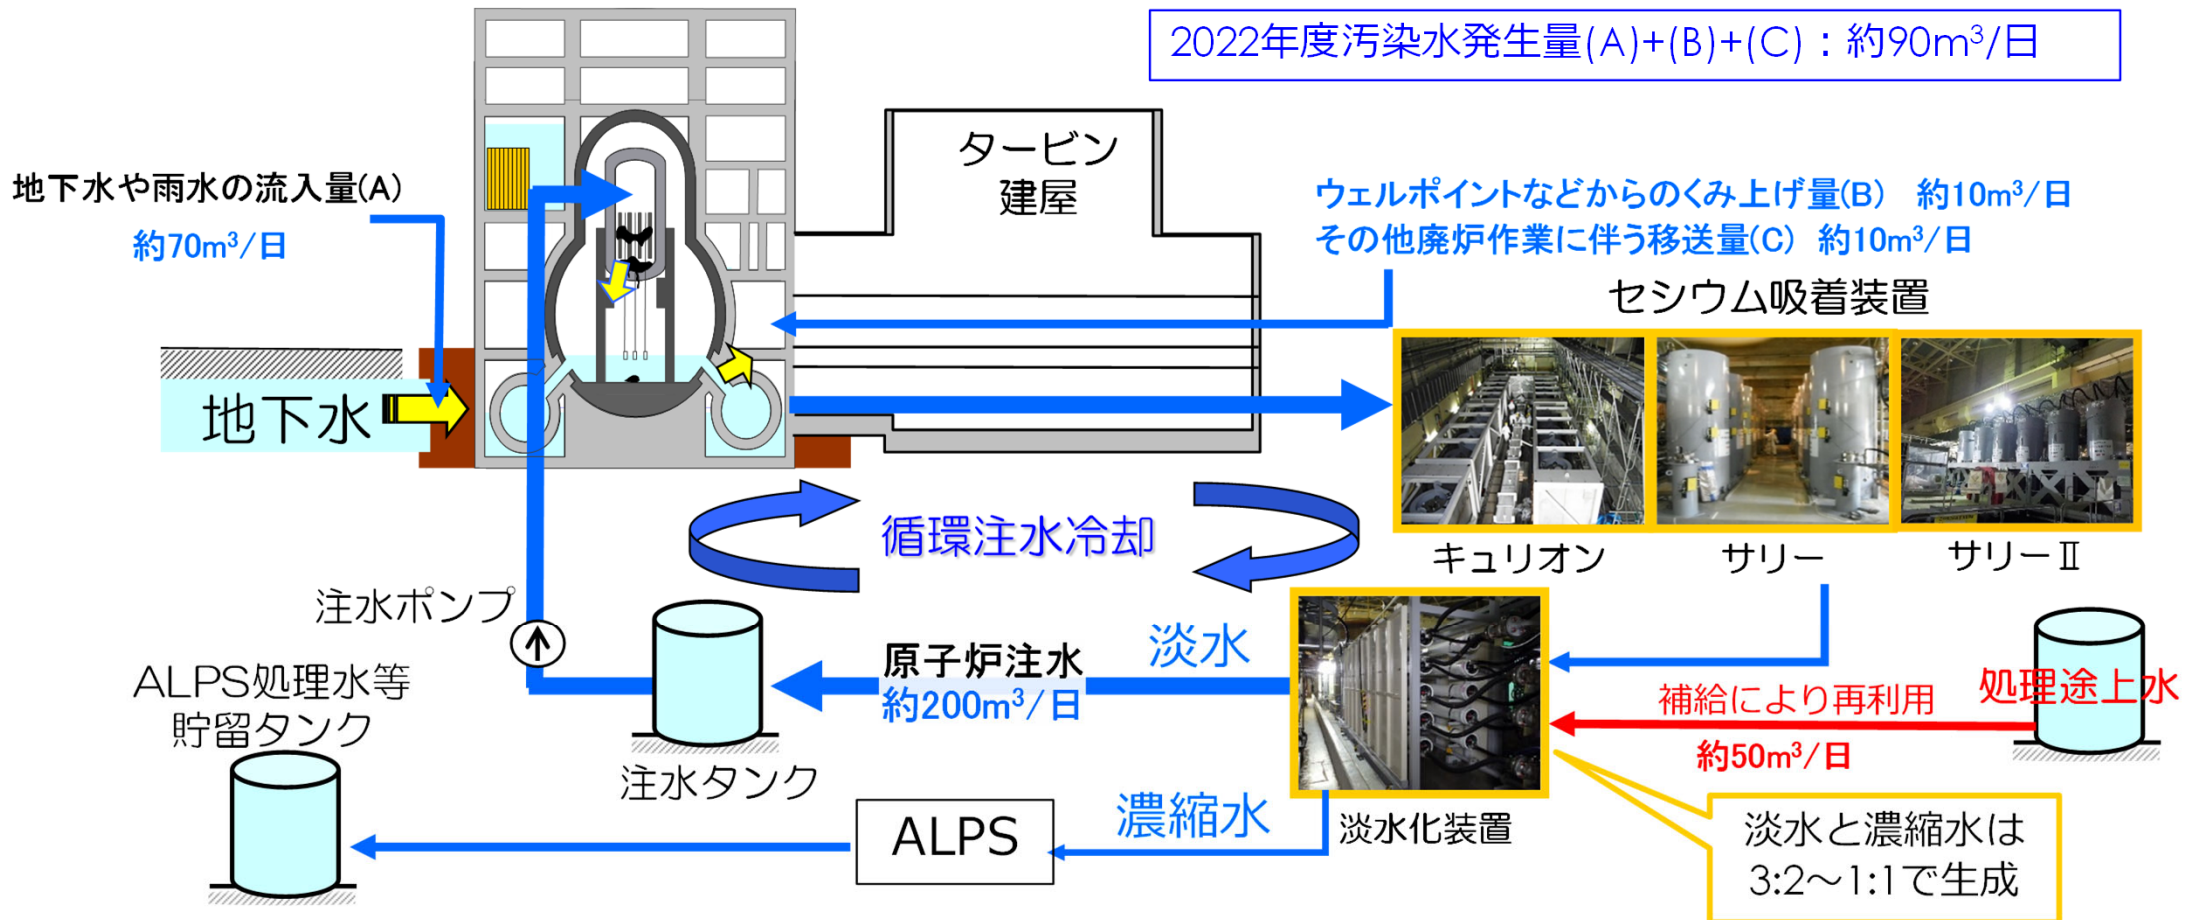 2022年度汚染水発生量(A)+(B)+(C)：約90m³/日
タービン
建屋
地下水や雨水の流入量(A)
約70m³/日
ウェルポイントなどからのくみ上げ量(B)　約10m³/日
その他廃炉作業に伴う移送量(C)　約10m³/日
セシウム吸着装置
地下水
循環注水冷却
キュリオン
サリー
サリーⅡ
注水ポンプ
淡水
原子炉注水
約200m³/日
ALPS処理水等
貯留タンク
補給により再利用
約50m³/日
処理途上水
注水タンク
濃縮水
ALPS
淡水化装置
淡水と濃縮水は
3:2～1:1で生成